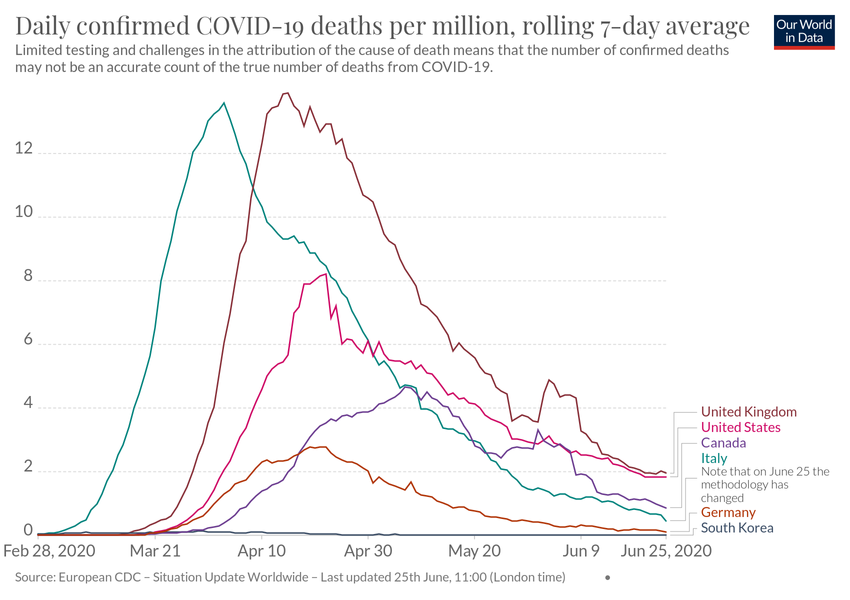 Daily confirmed COVID-19 deaths per million, rolling 7-day average
Our World
in Data
Limited testing and challenges in the attribution of the cause of death means that the number of confirmed deaths
may not be an accurate count of the true number of deaths from COVID-19.
12
10
8
6
4
2
0
United Kingdom
United States
Canada
Italy
Note that on June 25 the
methodology has
changed
Germany
South Korea
Feb 28, 2020
Mar 21
Apr 10
Apr 30
May 20
Jun 9
Jun 25, 2020
Source: European CDC – Situation Update Worldwide – Last updated 25th June, 11:00 (London time)
•